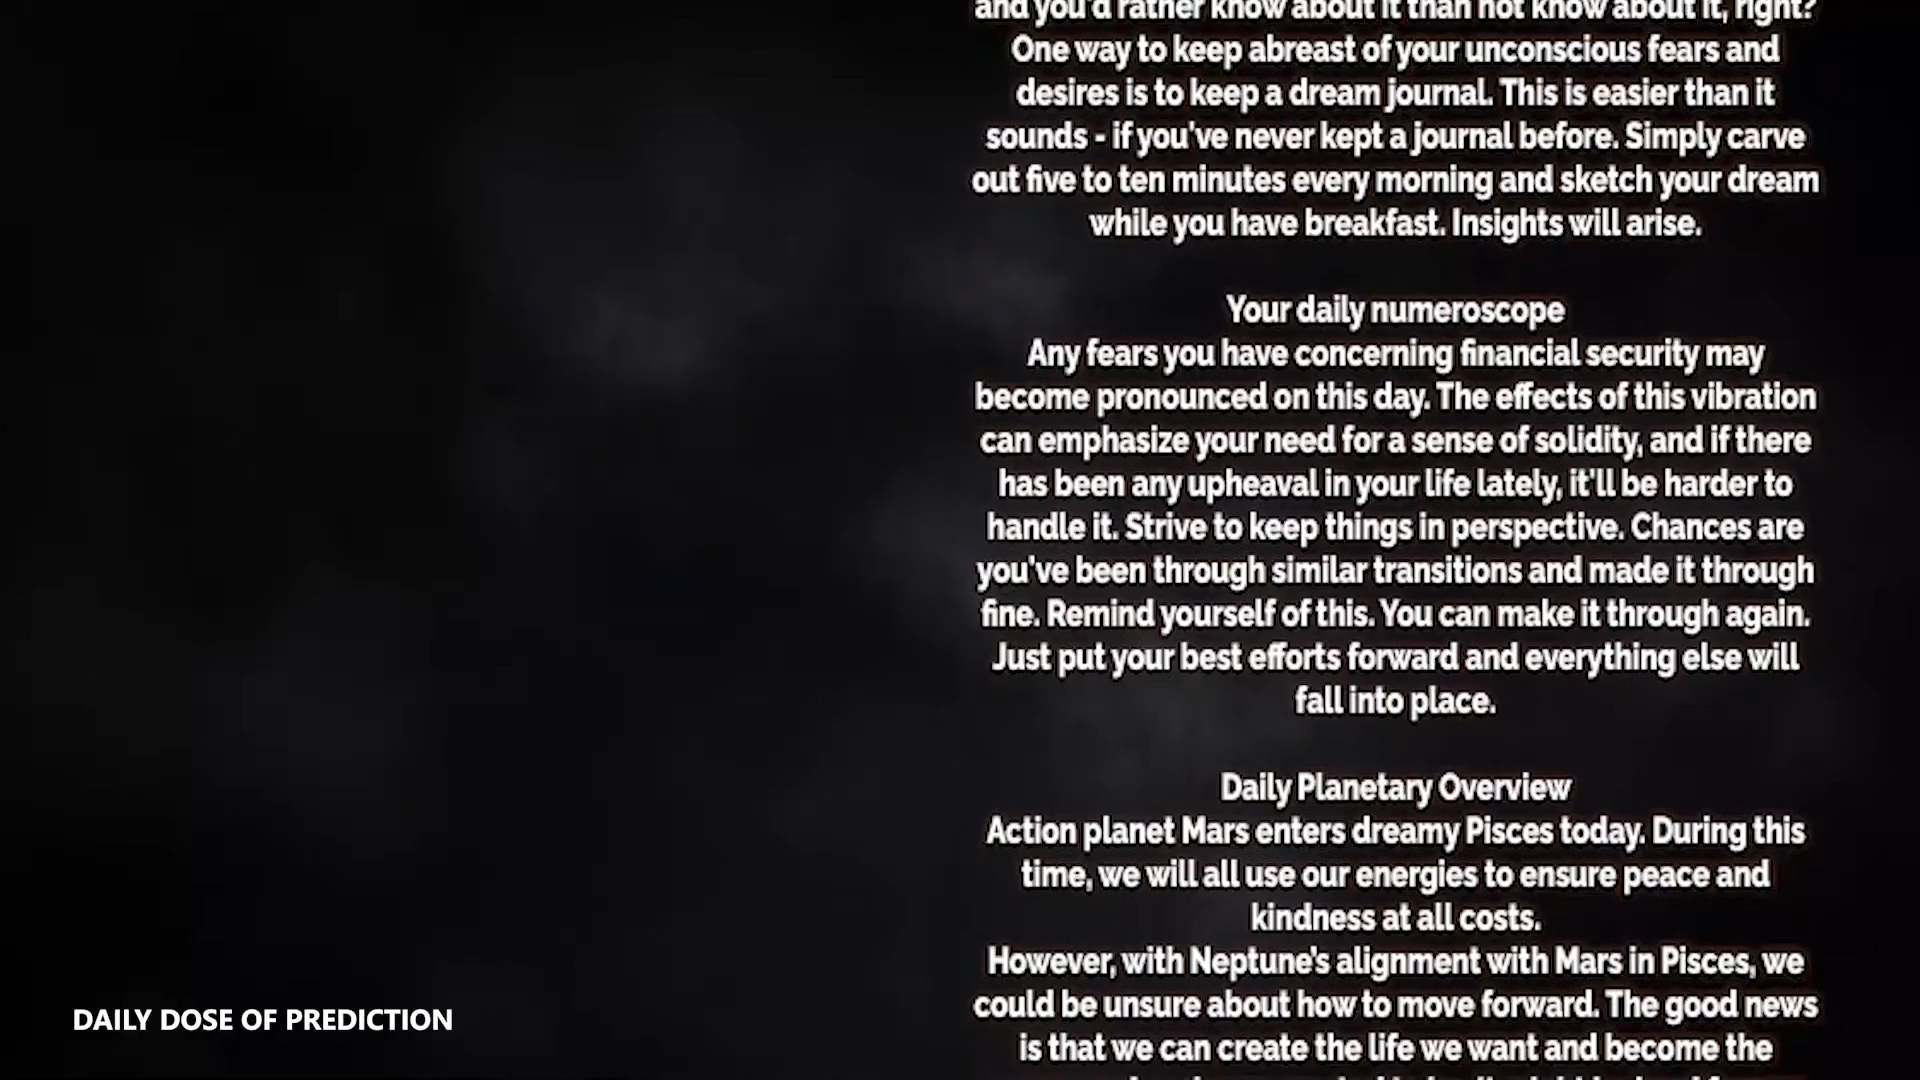 and you'd rather know about it than not know about it, right?
One way to keep abreast of your unconscious fears and
desires is to keep a dream journal. This is easier than it
sounds - if you've never kept a journal before. Simply carve
out five to ten minutes every morning and sketch your dream
while you have breakfast. Insights will arise.
Your daily numeroscope
Any fears you have concerning financial security may
become pronounced on this day. The effects of this vibration
can emphasize your need for a sense of solidity, and if there
has been any upheaval in your life lately, it'll be harder to
handle it. Strive to keep things in perspective. Chances are
you've been through similar transitions and made it through
fine. Remind yourself of this. You can make it through again.
Just put your best efforts forward and everything else will
fall into place.
Daily Planetary Overview
Action planet Mars enters dreamy Pisces today. During this
time, we will all use our energies to ensure peace and
kindness at all costs.
However, with Neptune's alignment with Mars in Pisces, we
could be unsure about how to move forward. The good news
is that we can create the life we want and become the
DAILY DOSE OF PREDICTION